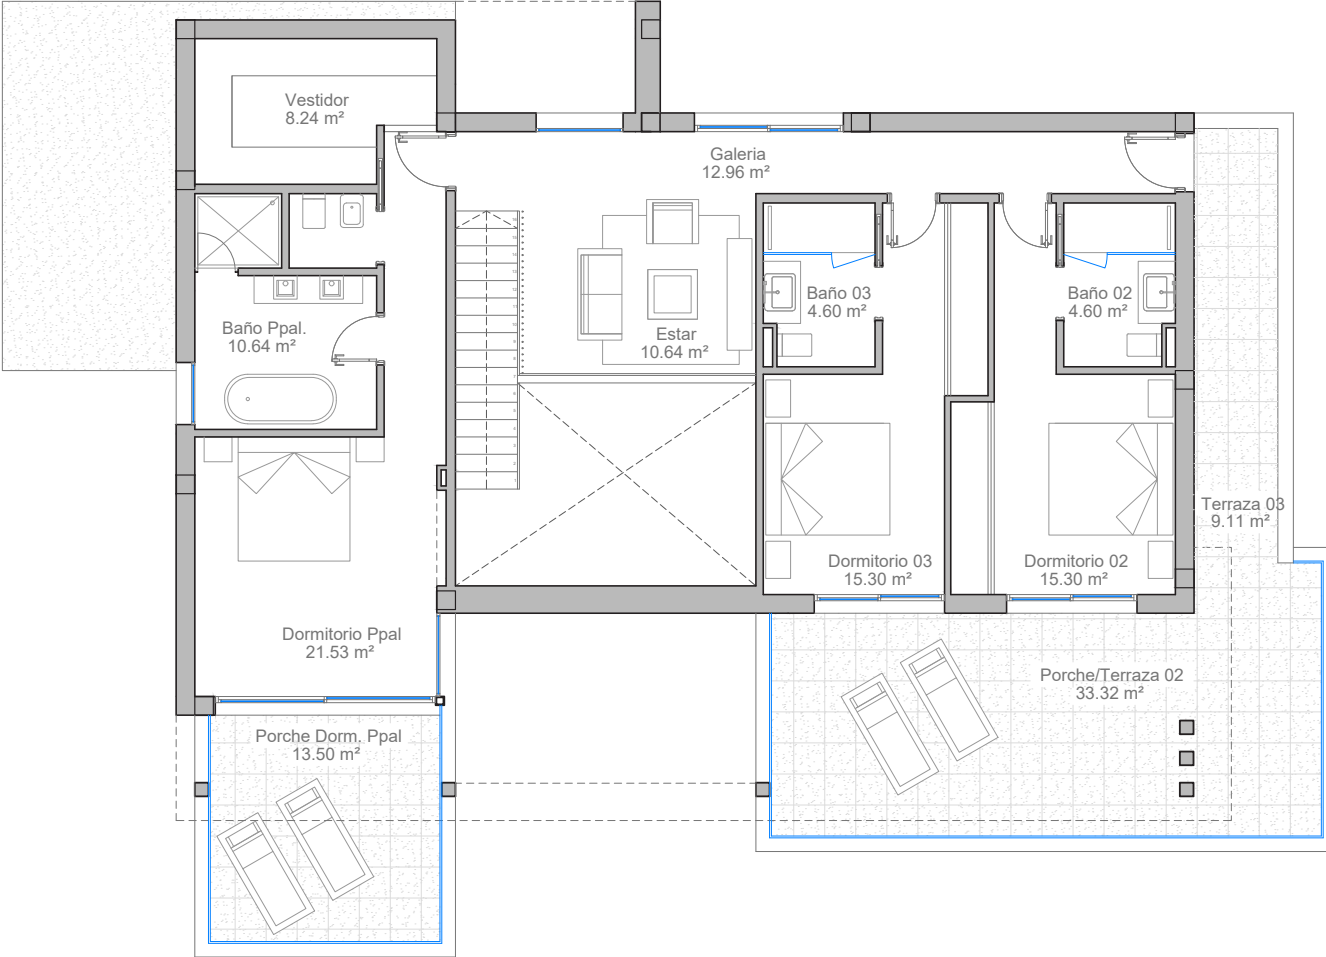 Vestidor
8.24 m²
Galeria
12.96 m²
Baño Ppal.
10.64 m²
Estar
10.64 m²
Baño 03
4.60 m²
Baño 02
4.60 m²
Terraza 03
9.11 m²
Dormitorio 03
15.30 m²
Dormitorio 02
15.30 m²
Dormitorio Ppal
21.53 m²
Porche/Terraza 02
33.32 m²
Porche Dorm. Ppal
13.50 m²